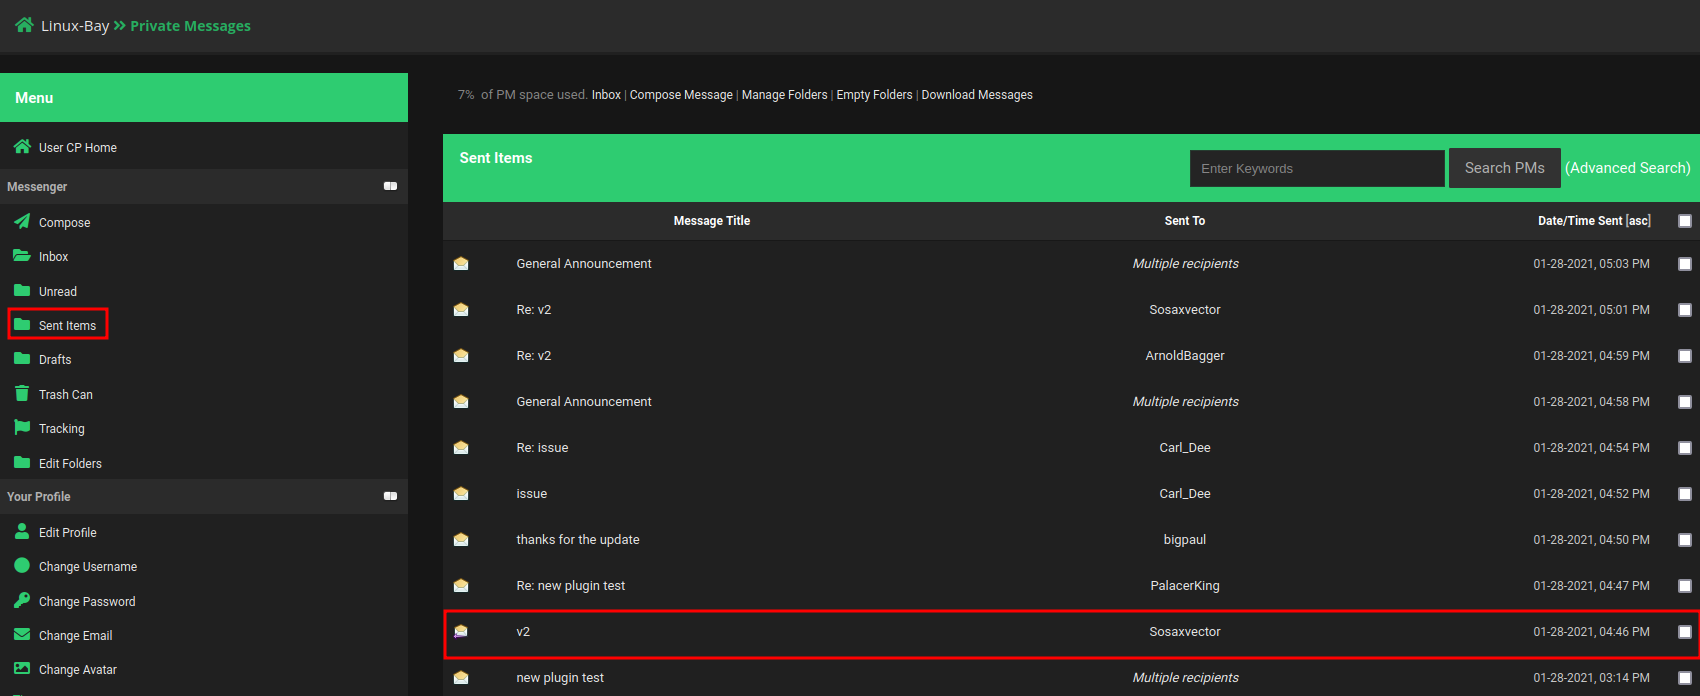 Linux-Bay » Private Messages
Menu
User CP Home
Messenger
Compose
Inbox
Unread
Sent Items
Drafts
Trash Can
Tracking
Edit Folders
Your Profile
Edit Profile
Change Username
Change Password
Change Email
Change Avatar
7% of PM space used. Inbox | Compose Message | Manage Folders | Empty Folders | Download Messages
Sent Items Enter Keywords Search PMs (Advanced Search)
Message Title Sent To Date/Time Sent [asc]
General Announcement Multiple recipients 01-28-2021, 05:03 PM
Re: v2 Sosaxvector 01-28-2021, 05:01 PM
Re: v2 ArnoldBagger 01-28-2021, 04:59 PM
General Announcement Multiple recipients 01-28-2021, 04:58 PM
Re: issue Carl_Dee 01-28-2021, 04:54 PM
issue Carl_Dee 01-28-2021, 04:52 PM
thanks for the update bigpaul 01-28-2021, 04:50 PM
Re: new plugin test PalacerKing 01-28-2021, 04:47 PM
v2 Sosaxvector 01-28-2021, 04:46 PM
new plugin test Multiple recipients 01-28-2021, 03:14 PM